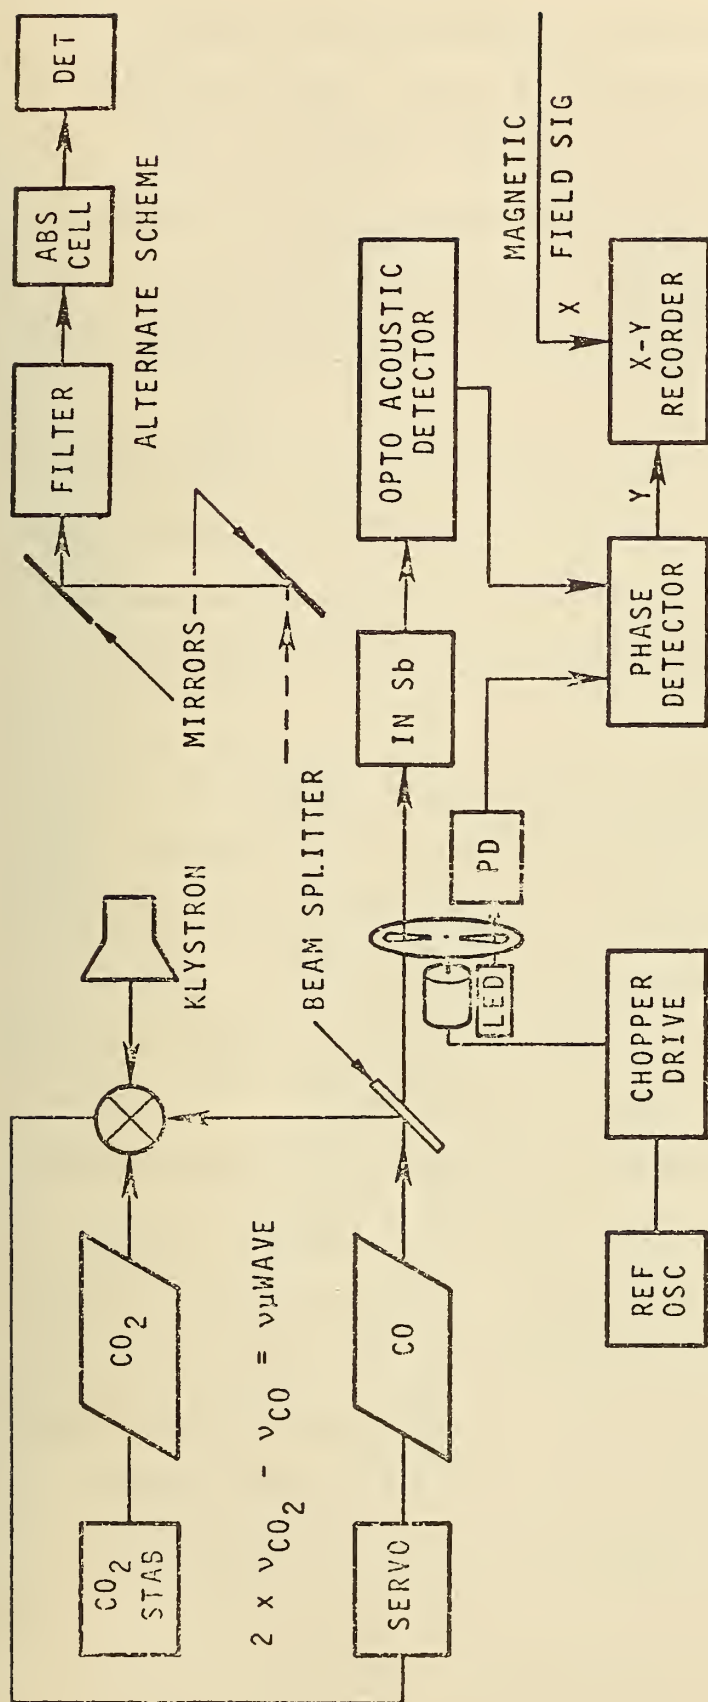 CO2
STAB
CO2
KLYSTRON
2 x νCO2 - νCO = νμWAVE
SERVO
CO
BEAM SPLITTER
MIRRORS
FILTER
ABS
CELL
DET
ALTERNATE SCHEME
IN Sb
OPTO ACOUSTIC
DETECTOR
MAGNETIC
FIELD SIG
X
LED
PD
REF
OSC
CHOPPER
DRIVE
PHASE
DETECTOR
Y
X-Y
RECORDER